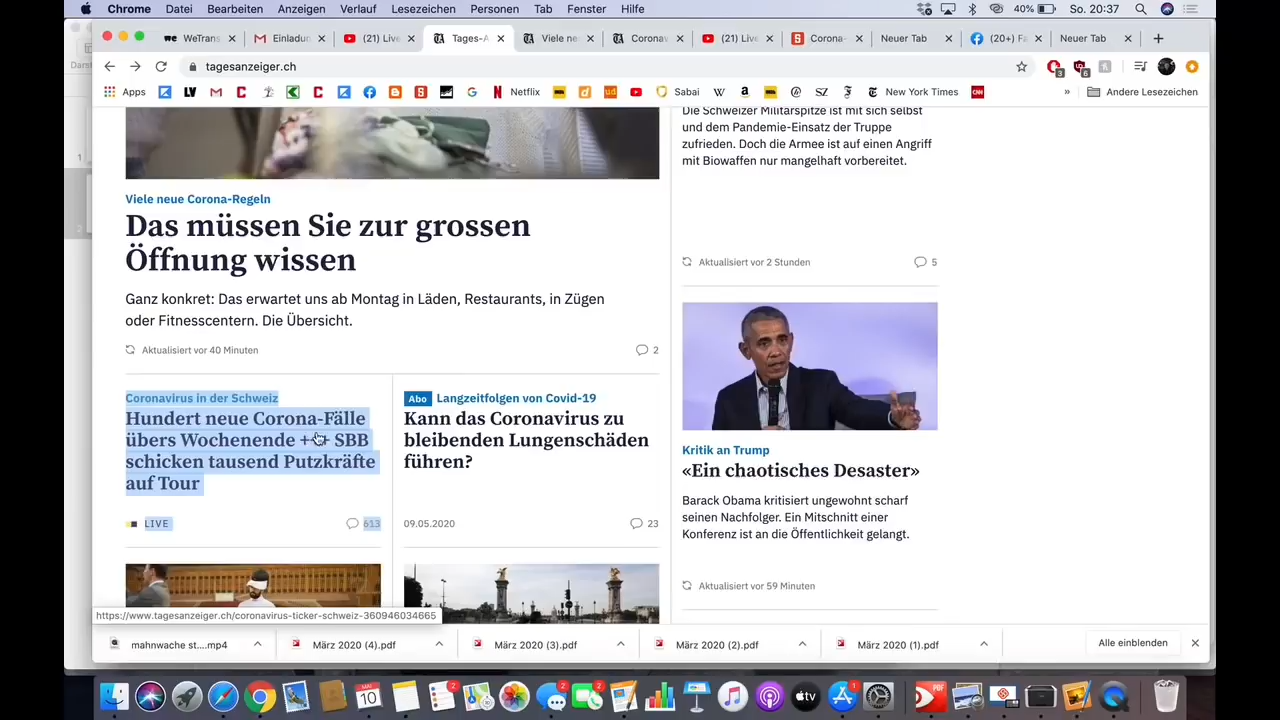 Chrome Datei Bearbeiten Anzeigen Verlauf Lesezeichen Personen Tab Fenster Hilfe 40% So. 20:37
WeTrans (21) Live Einladu Tages-A Viele ne Corona (21) Live Corona- Neuer Tab (20+) Fa Neuer Tab
tagesanzeiger.ch
Apps LV Netflix Sabai W a SZ New York Times CNN » Andere Lesezeichen
Viele neue Corona-Regeln
Das müssen Sie zur grossen
Öffnung wissen
Ganz konkret: Das erwartet uns ab Montag in Läden, Restaurants, in Zügen
oder Fitnesscentern. Die Übersicht.
Aktualisiert vor 40 Minuten 2
Coronavirus in der Schweiz
Hundert neue Corona-Fälle
übers Wochenende +++ SBB
schicken tausend Putzkräfte
auf Tour
LIVE 613
Abo Langzeitfolgen von Covid-19
Kann das Coronavirus zu
bleibenden Lungenschäden
führen?
09.05.2020 23
Die Schweizer Militärspitze ist mit sich selbst
und dem Pandemie-Einsatz der Truppe
zufrieden. Doch die Armee ist auf einen Angriff
mit Biowaffen nur mangelhaft vorbereitet.
Aktualisiert vor 2 Stunden 5
Kritik an Trump
«Ein chaotisches Desaster»
Barack Obama kritisiert ungewohnt scharf
seinen Nachfolger. Ein Mitschnitt einer
Konferenz ist an die Öffentlichkeit gelangt.
Aktualisiert vor 59 Minuten
https://www.tagesanzeiger.ch/coronavirus-ticker-schweiz-360946034665
mahnwache st....mp4 März 2020 (4).pdf März 2020 (3).pdf März 2020 (2).pdf März 2020 (1).pdf Alle einblenden